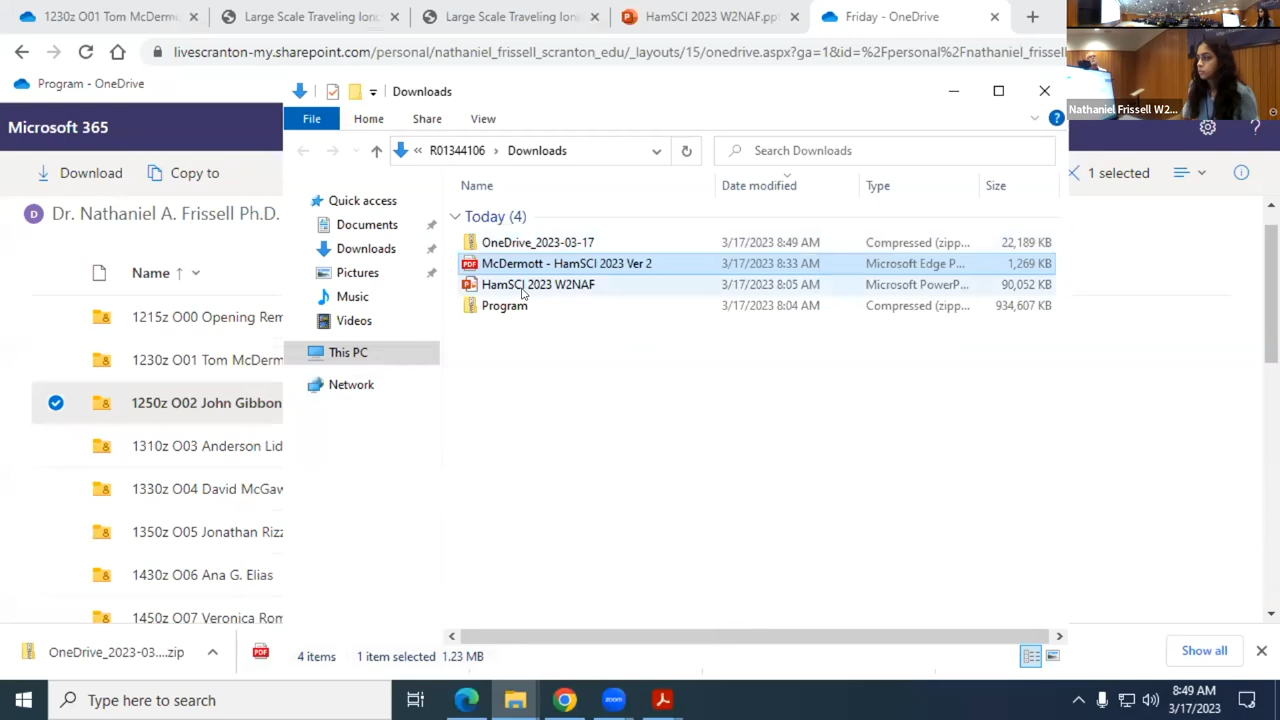 1230z O01 Tom McDermo
Large Scale Traveling Iono
Large Scale Traveling Iono
HamSCI 2023 W2NAF.ppt
Friday - OneDrive
livescranton-my.sharepoint.com/personal/nathaniel_frissell_scranton_edu/_layouts/15/onedrive.aspx?ga=1&id=%2Fpersonal%2Fnathaniel_frissell
Program - OneDrive
Downloads
Microsoft 365
File
Home
Share
View
Nathaniel Frissell W2...
R01344106 › Downloads
Search Downloads
Download
Copy to
1 selected
Name
Date modified
Type
Size
D
Dr. Nathaniel A. Frissell Ph.D.
Quick access
Documents
Downloads
Pictures
Music
Videos
This PC
Network
Today (4)
OneDrive_2023-03-17
3/17/2023 8:49 AM
Compressed (zipp...
22,189 KB
PDF
McDermott - HamSCI 2023 Ver 2
3/17/2023 8:33 AM
Microsoft Edge P...
1,269 KB
HamSCI 2023 W2NAF
3/17/2023 8:05 AM
Microsoft PowerP...
90,052 KB
Program
3/17/2023 8:04 AM
Compressed (zipp...
934,607 KB
Name ↑
1215z O00 Opening Rem
1230z O01 Tom McDerm
1250z O02 John Gibbon
1310z O03 Anderson Lid
1330z O04 David McGaw
1350z O05 Jonathan Rizz
1430z O06 Ana G. Elias
1450z O07 Veronica Rom
4 items
1 item selected 1.23 MB
OneDrive_2023-03....zip
PDF
Show all
Type here to search
zoom
8:49 AM
3/17/2023